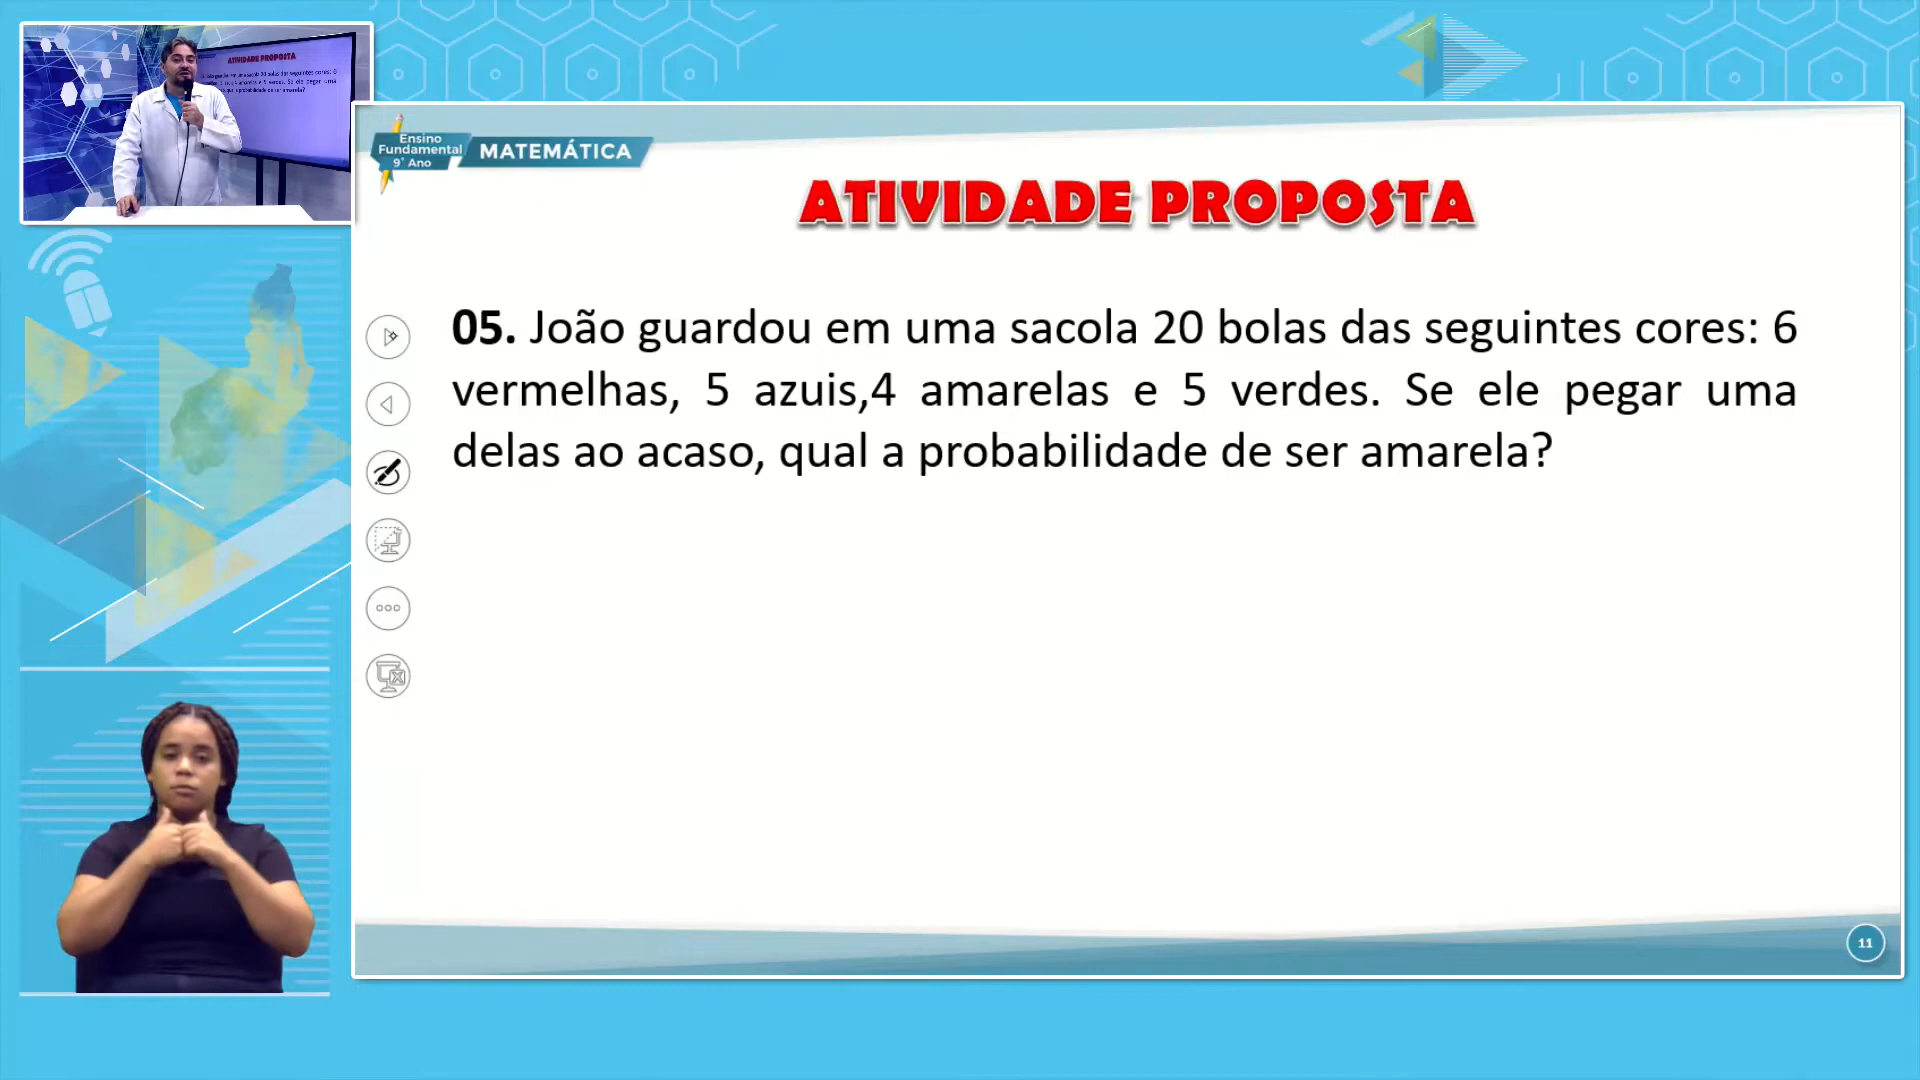 ATIVIDADE PROPOSTA
Ensino
Fundamental
9° Ano
MATEMÁTICA
ATIVIDADE PROPOSTA
05. João guardou em uma sacola 20 bolas das seguintes cores: 6
vermelhas, 5 azuis,4 amarelas e 5 verdes. Se ele pegar uma
delas ao acaso, qual a probabilidade de ser amarela?
11